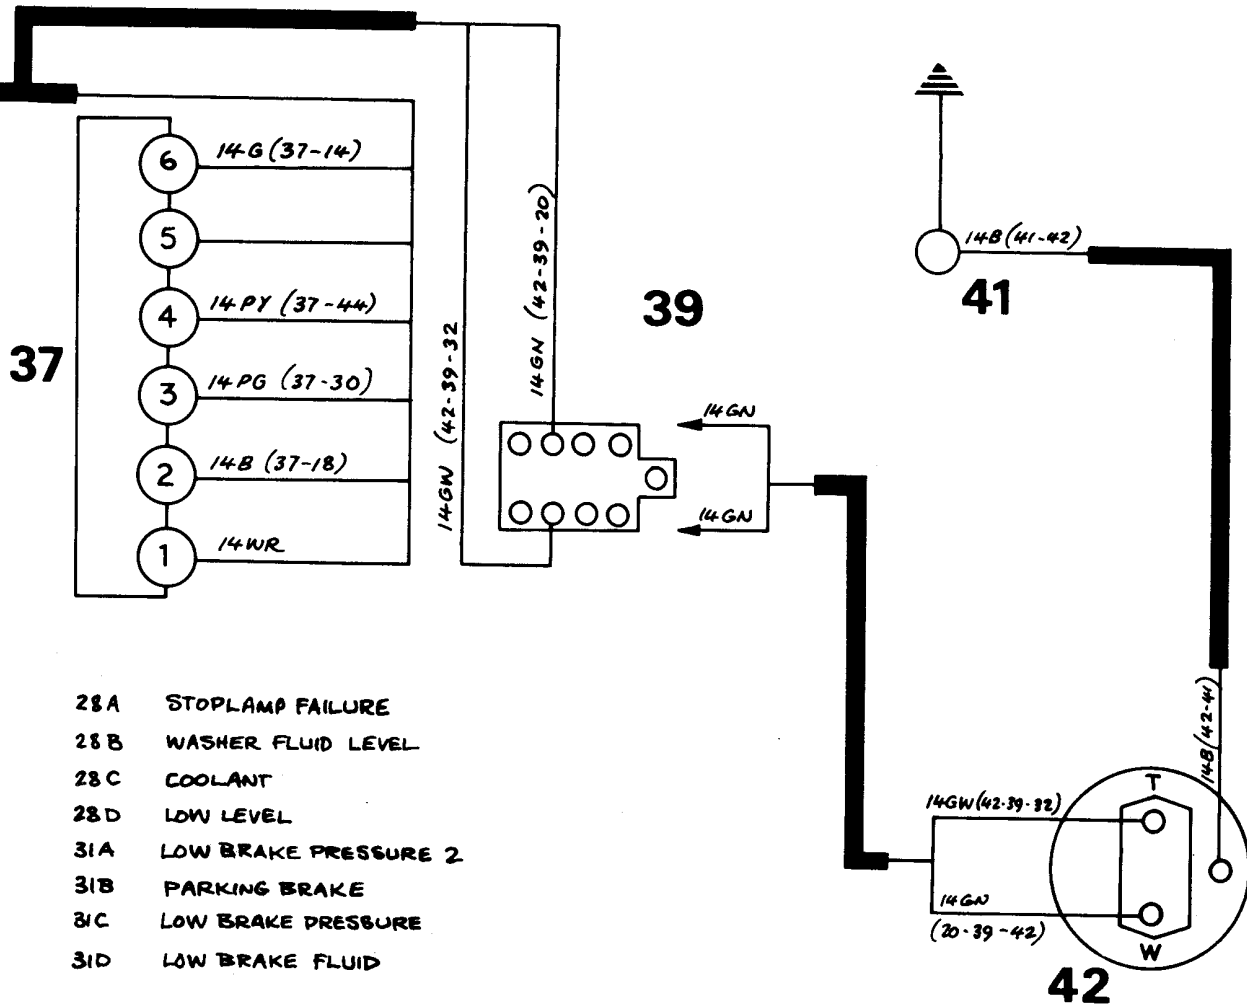 6 14G (37-14)
5
4 14PY (37-44)
3 14PG (37-30)
2 14B (37-18)
1 14WR
37
14GW (42-39-32
14GN (42-39-20)
39
14GN
14GN
14B (41-42)
41
14B (42-41)
T
14GW (42-39-32)
14GN
(20-39-42)
W
42
28A STOPLAMP FAILURE
28B WASHER FLUID LEVEL
28C COOLANT
28D LOW LEVEL
31A LOW BRAKE PRESSURE 2
31B PARKING BRAKE
31C LOW BRAKE PRESSURE
31D LOW BRAKE FLUID